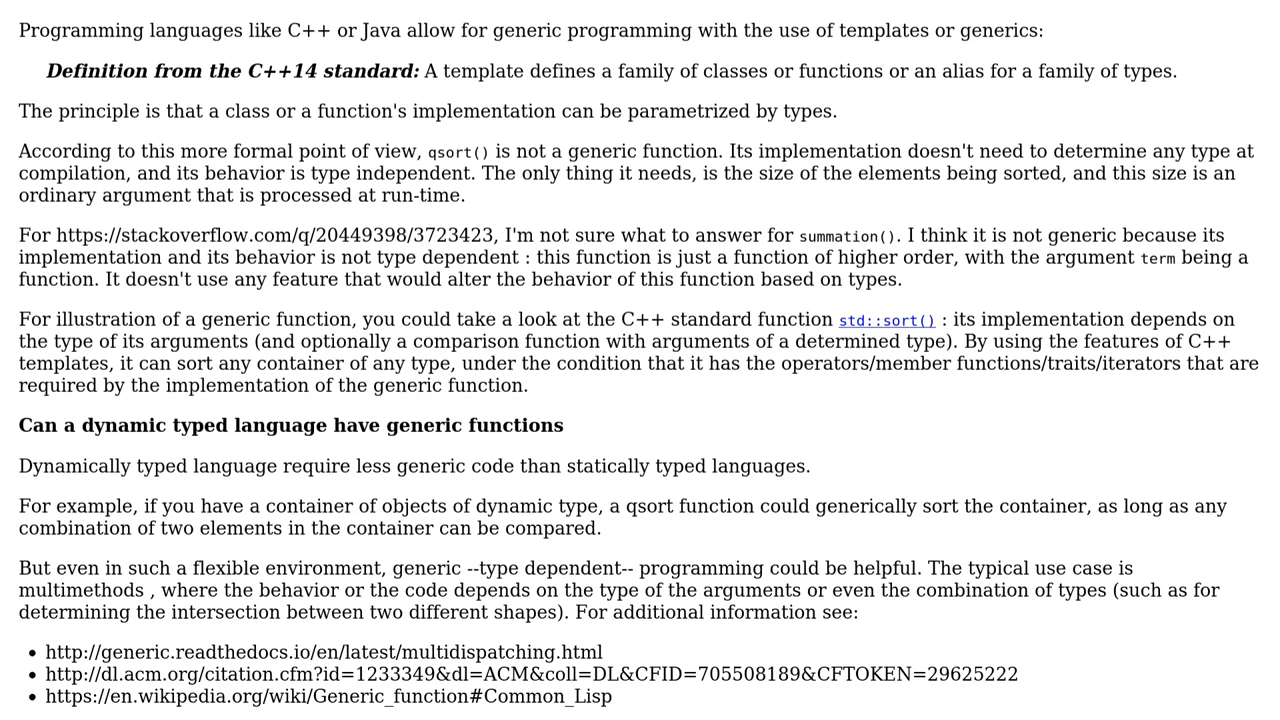 Programming languages like C++ or Java allow for generic programming with the use of templates or generics:
Definition from the C++14 standard: A template defines a family of classes or functions or an alias for a family of types.
The principle is that a class or a function's implementation can be parametrized by types.
According to this more formal point of view, qsort() is not a generic function. Its implementation doesn't need to determine any type at
compilation, and its behavior is type independent. The only thing it needs, is the size of the elements being sorted, and this size is an
ordinary argument that is processed at run-time.
For https://stackoverflow.com/q/20449398/3723423, I'm not sure what to answer for summation(). I think it is not generic because its
implementation and its behavior is not type dependent : this function is just a function of higher order, with the argument term being a
function. It doesn't use any feature that would alter the behavior of this function based on types.
For illustration of a generic function, you could take a look at the C++ standard function std::sort() : its implementation depends on
the type of its arguments (and optionally a comparison function with arguments of a determined type). By using the features of C++
templates, it can sort any container of any type, under the condition that it has the operators/member functions/traits/iterators that are
required by the implementation of the generic function.
Can a dynamic typed language have generic functions
Dynamically typed language require less generic code than statically typed languages.
For example, if you have a container of objects of dynamic type, a qsort function could generically sort the container, as long as any
combination of two elements in the container can be compared.
But even in such a flexible environment, generic --type dependent-- programming could be helpful. The typical use case is
multimethods , where the behavior or the code depends on the type of the arguments or even the combination of types (such as for
determining the intersection between two different shapes). For additional information see:
• http://generic.readthedocs.io/en/latest/multidispatching.html
• http://dl.acm.org/citation.cfm?id=1233349&dl=ACM&coll=DL&CFID=705508189&CFTOKEN=29625222
• https://en.wikipedia.org/wiki/Generic_function#Common_Lisp